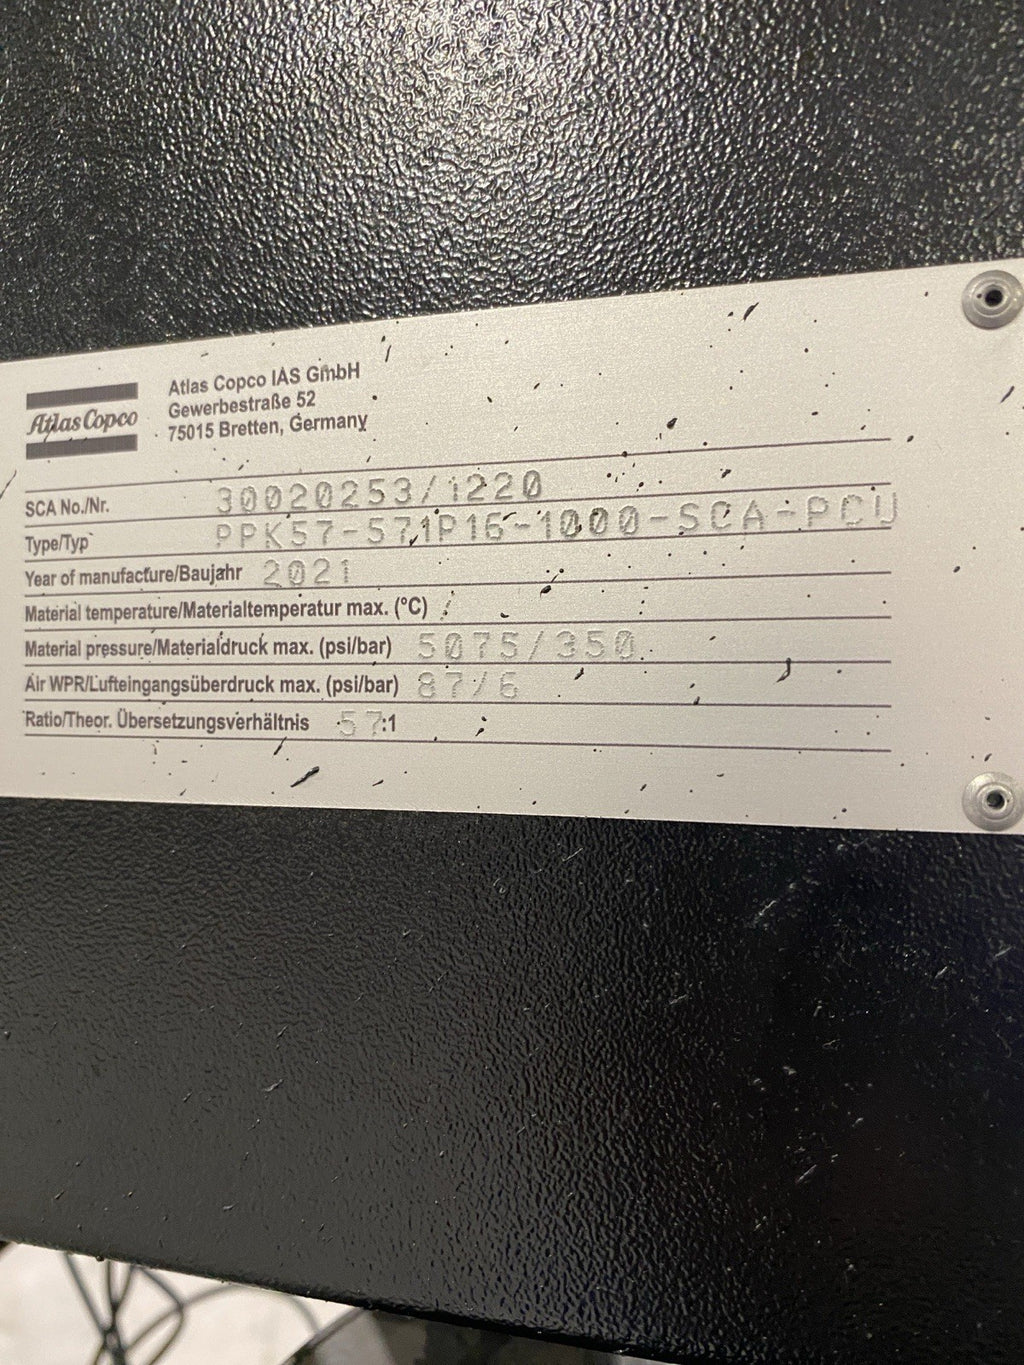 Atlas Copco
Atlas Copco IAS GmbH
Gewerbestraße 52
75015 Bretten, Germany
SCA No./Nr. 30020253/1220
Type/Typ PPK57-571P16-1000-SCA-PCU
Year of manufacture/Baujahr 2021
Material temperature/Materialtemperatur max. (°C) /
Material pressure/Materialdruck max. (psi/bar) 5075/350
Air WPR/Lufteingangsüberdruck max. (psi/bar) 87/6
Ratio/Theor. Übersetzungsverhältnis 57:1